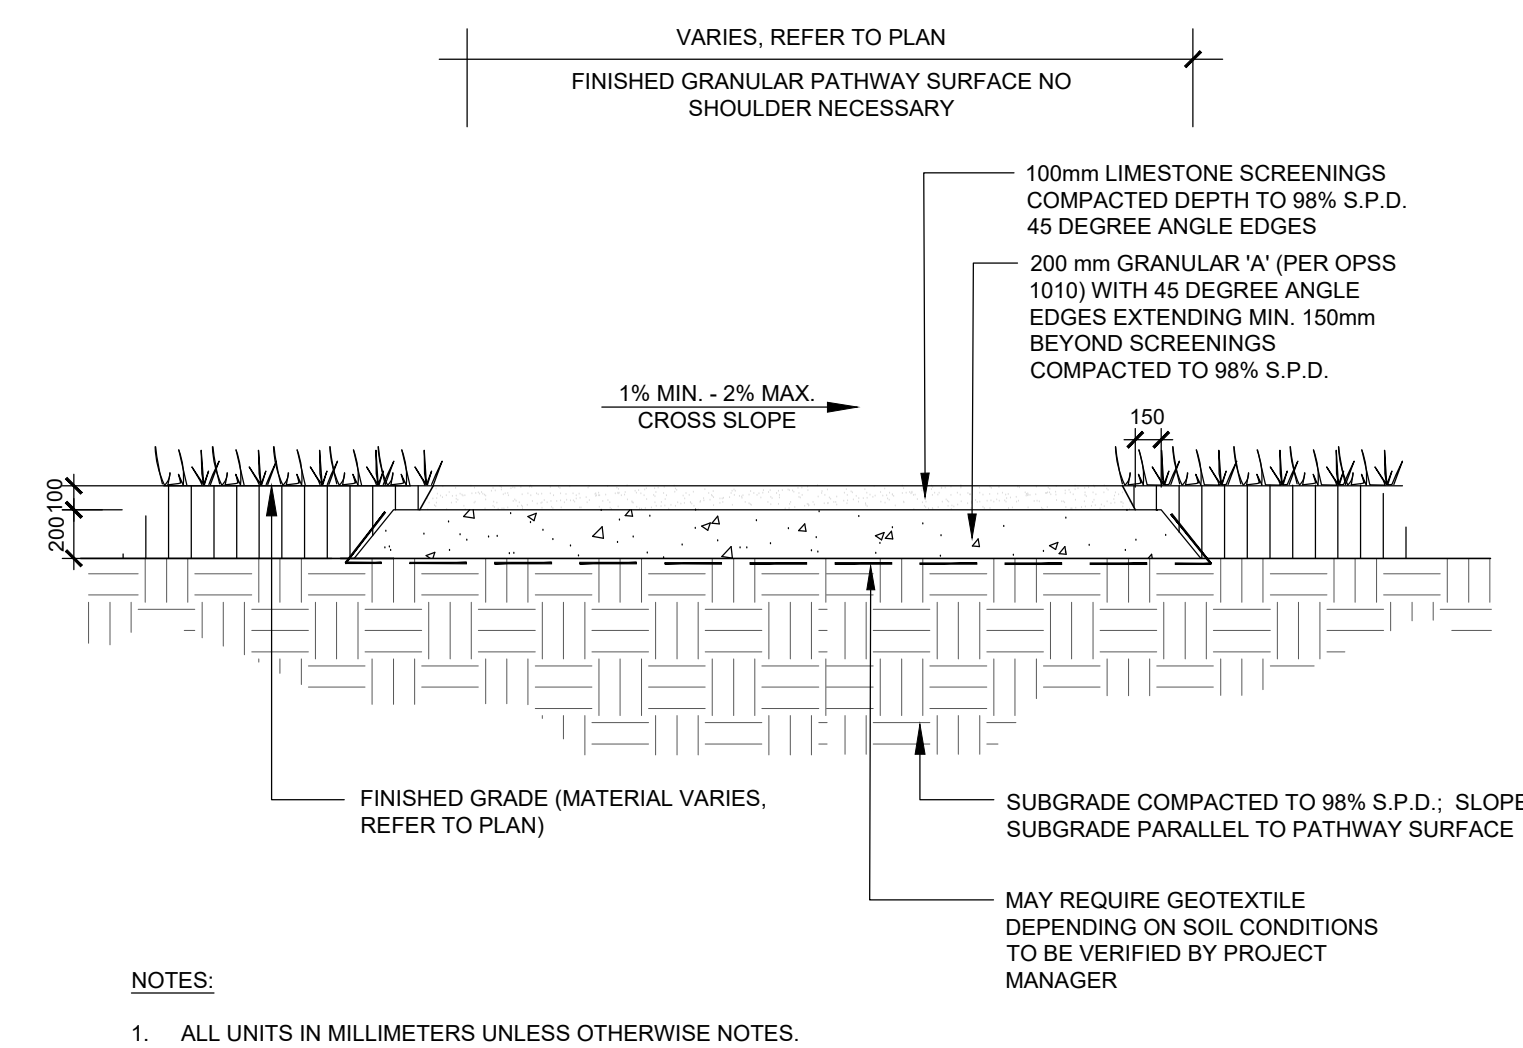 VARIES, REFER TO PLAN
FINISHED GRANULAR PATHWAY SURFACE NO
SHOULDER NECESSARY
100mm LIMESTONE SCREENINGS
COMPACTED DEPTH TO 98% S.P.D.
45 DEGREE ANGLE EDGES
200 mm GRANULAR 'A' (PER OPSS
1010) WITH 45 DEGREE ANGLE
EDGES EXTENDING MIN. 150mm
BEYOND SCREENINGS
COMPACTED TO 98% S.P.D.
1% MIN. - 2% MAX.
CROSS SLOPE
150
100
200
FINISHED GRADE (MATERIAL VARIES,
REFER TO PLAN)
SUBGRADE COMPACTED TO 98% S.P.D.; SLOPE
SUBGRADE PARALLEL TO PATHWAY SURFACE
MAY REQUIRE GEOTEXTILE
DEPENDING ON SOIL CONDITIONS
TO BE VERIFIED BY PROJECT
MANAGER
NOTES:
1. ALL UNITS IN MILLIMETERS UNLESS OTHERWISE NOTES.